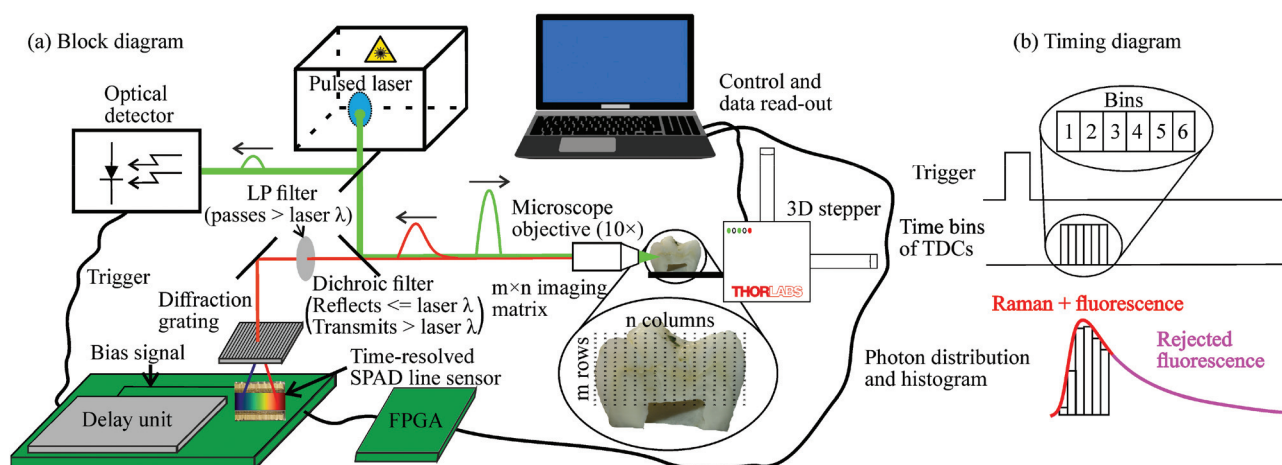 (a) Block diagram
Optical
detector
Pulsed laser
LP filter
(passes > laser λ)
Control and
data read-out
Microscope
objective (10×)
3D stepper
THORLABS
Trigger
Diffraction
grating
Dichroic filter
(Reflects <= laser λ
Transmits > laser λ)
m×n imaging
matrix
n columns
m rows
Bias signal
Time-resolved
SPAD line sensor
Delay unit
FPGA
(b) Timing diagram
Bins
1 2 3 4 5 6
Trigger
Time bins
of TDCs
Raman + fluorescence
Rejected
fluorescence
Photon distribution
and histogram